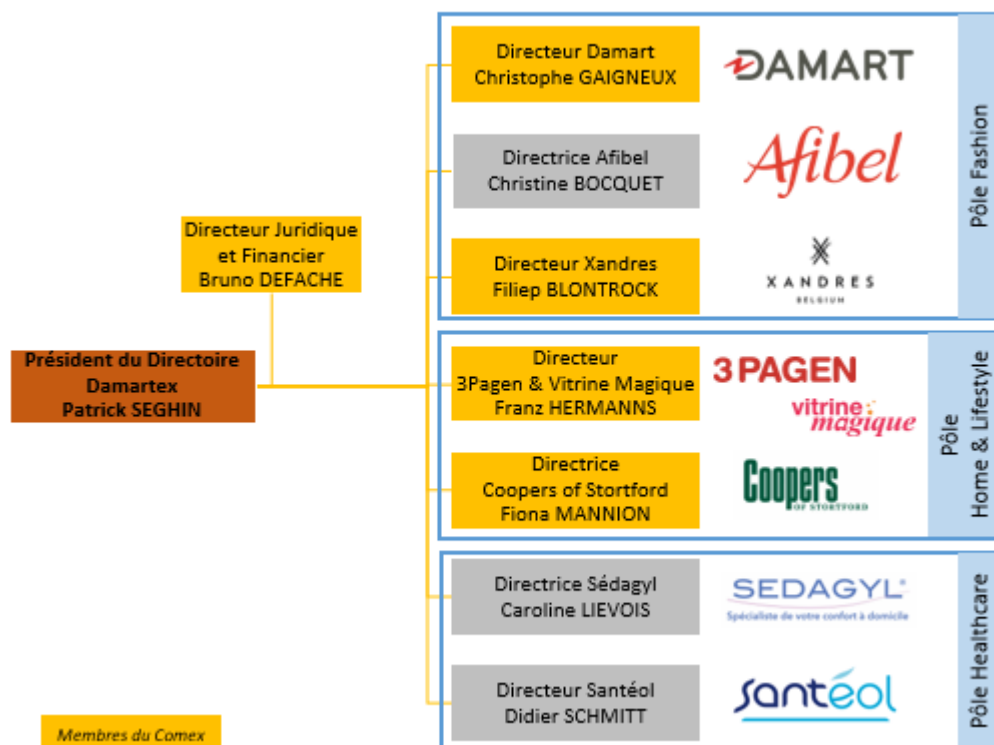 Directeur Damart
Christophe GAIGNEUX
DAMART
Directrice Afibel
Christine BOCQUET
Afibel
Directeur Xandres
Filiep BLONTROCK
XANDRES
BELGIUM
Pôle Fashion
Directeur Juridique
et Financier
Bruno DEFACHE
Président du Directoire
Damartex
Patrick SEGHIN
Directeur
3Pagen & Vitrine Magique
Franz HERMANNS
3 PAGEN
vitrine
magique
Directrice
Coopers of Stortford
Fiona MANNION
Coopers
OF STORTFORD
Pôle
Home & Lifestyle
Directrice Sédagyl
Caroline LIEVOIS
SEDAGYL®
Spécialiste de votre confort à domicile
Directeur Santéol
Didier SCHMITT
santéol
Pôle Healthcare
Membres du Comex